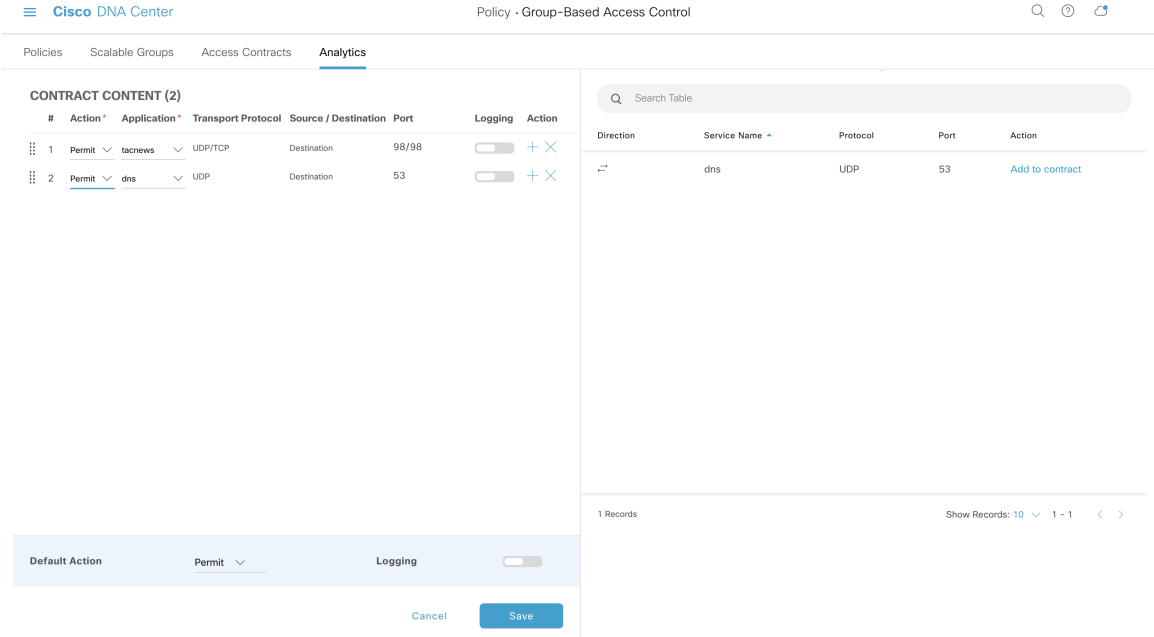 Cisco DNA Center
Policy · Group-Based Access Control
Policies Scalable Groups Access Contracts Analytics
CONTRACT CONTENT (2)
# Action* Application* Transport Protocol Source / Destination Port Logging Action
1 Permit tacnews UDP/TCP Destination 98/98
2 Permit dns UDP Destination 53
Default Action Permit Logging
Cancel Save
Search Table
Direction Service Name Protocol Port Action
dns UDP 53 Add to contract
1 Records Show Records: 10 1 - 1